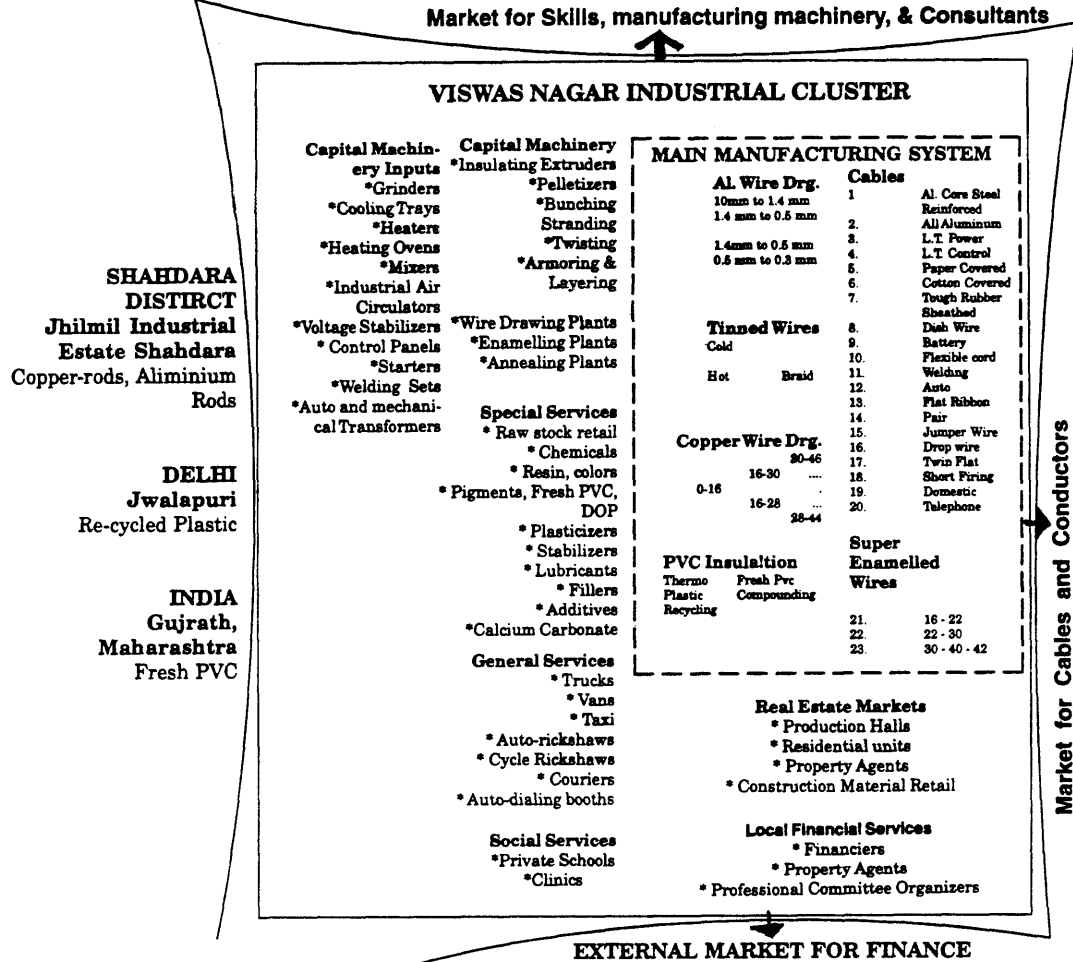 Market for Skills, manufacturing machinery, & Consultants
VISWAS NAGAR INDUSTRIAL CLUSTER
SHAHDARA
DISTIRCT
Jhilmil Industrial
Estate Shahdara
Copper-rods, Aliminium
Rods
DELHI
Jwalapuri
Re-cycled Plastic
INDIA
Gujrath,
Maharashtra
Fresh PVC
Capital Machin-
ery Inputs
*Grinders
*Cooling Trays
*Heaters
*Heating Ovens
*Mixers
*Industrial Air
Circulators
*Voltage Stabilizers
* Control Panels
*Starters
*Welding Sets
*Auto and mechani-
cal Transformers
Capital Machinery
*Insulating Extruders
*Pelletizers
*Bunching
Stranding
*Twisting
*Armoring &
Layering
*Wire Drawing Plants
*Enamelling Plants
*Annealing Plants
Special Services
* Raw stock retail
* Chemicals
* Resin, colors
* Pigments, Fresh PVC,
DOP
* Plasticizers
* Stabilizers
* Lubricants
* Fillers
* Additives
*Calcium Carbonate
General Services
* Trucks
* Vans
* Taxi
* Auto-rickshaws
* Cycle Rickshaws
* Couriers
* Auto-dialing booths
Social Services
*Private Schools
*Clinics
MAIN MANUFACTURING SYSTEM
Al. Wire Drg.
10mm to 1.4 mm
1.4 mm to 0.5 mm
1.4mm to 0.5 mm
0.5 mm to 0.3 mm
Tinned Wires
Cold
Hot Braid
Copper Wire Drg.
30-46
16-30 ....
0-16 .
16-28 ...
28-44
PVC Insulation
Thermo Fresh Pvc
Plastic Compounding
Recycling
Cables
1 Al. Core Steel
Reinforced
2. All Aluminum
3. L.T. Power
4. L.T. Control
5. Paper Covered
6. Cotton Covered
7. Tough Rubber
Sheathed
8. Dish Wire
9. Battery
10. Flexible cord
11. Welding
12. Auto
13. Flat Ribbon
14. Pair
15. Jumper Wire
16. Drop wire
17. Twin Flat
18. Short Firing
19. Domestic
20. Telephone
Super
Enamelled
Wires
21. 16 - 22
22. 22 - 30
23. 30 - 40 - 42
Real Estate Markets
* Production Halls
* Residential units
* Property Agents
* Construction Material Retail
Local Financial Services
* Financiers
* Property Agents
* Professional Committee Organizers
Market for Cables and Conductors
EXTERNAL MARKET FOR FINANCE